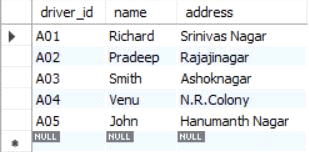 driver_id name address
A01 Richard Srinivas Nagar
A02 Pradeep Rajajinagar
A03 Smith Ashoknagar
A04 Venu N.R.Colony
A05 John Hanumanth Nagar
NULL NULL NULL